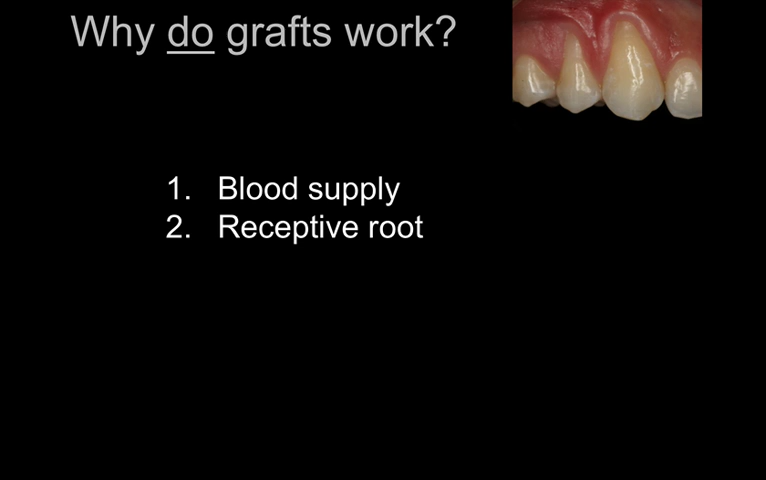 Why do grafts work?
1. Blood supply
2. Receptive root